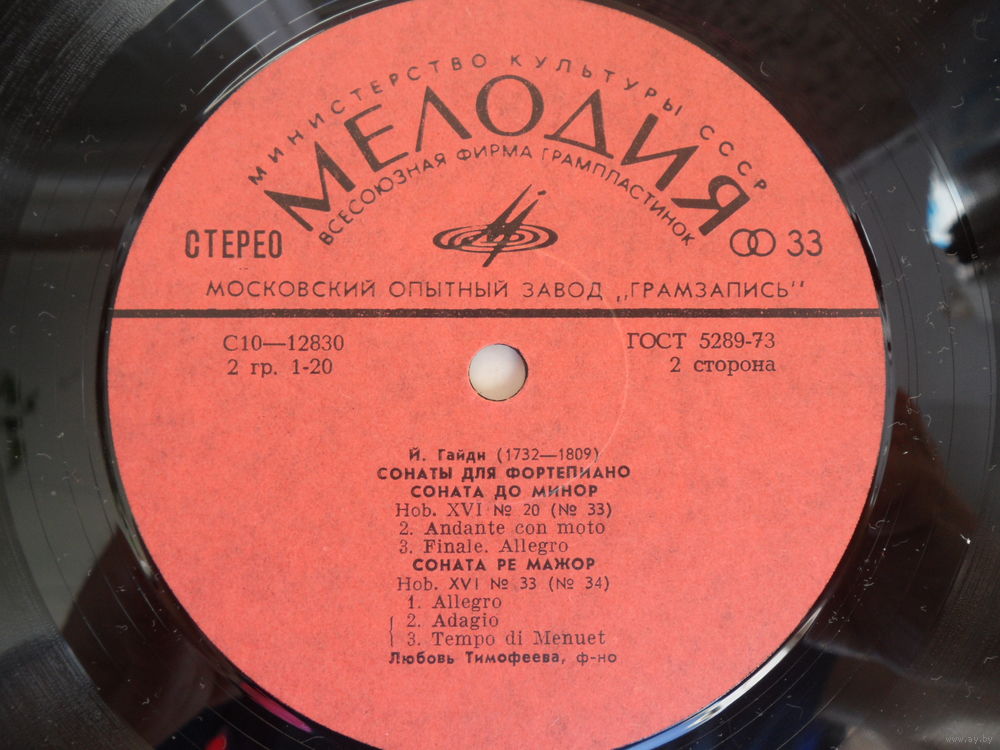 МИНИСТЕРСТВО КУЛЬТУРЫ СССР
МЕЛОДИЯ
ВСЕСОЮЗНАЯ ФИРМА ГРАМПЛАСТИНОК
СТЕРЕО
33
МОСКОВСКИЙ ОПЫТНЫЙ ЗАВОД „ГРАМЗАПИСЬ"
С10—12830
ГОСТ 5289-73
2 гр. 1-20
2 сторона
Й. Гайдн (1732—1809)
СОНАТЫ ДЛЯ ФОРТЕПИАНО
СОНАТА ДО МИНОР
Hob. XVI № 20 (№ 33)
2. Andante con moto
3. Finale. Allegro
СОНАТА РЕ МАЖОР
Hob. XVI № 33 (№ 34)
1. Allegro
2. Adagio
3. Tempo di Menuet
Любовь Тимофеева, ф-но
www.ay.by